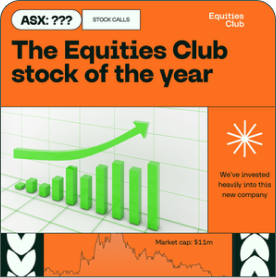 ASX: ???
STOCK CALLS
Equities
Club
The Equities Club
stock of the year
We've invested
heavily into this
new company
Market cap: $11m